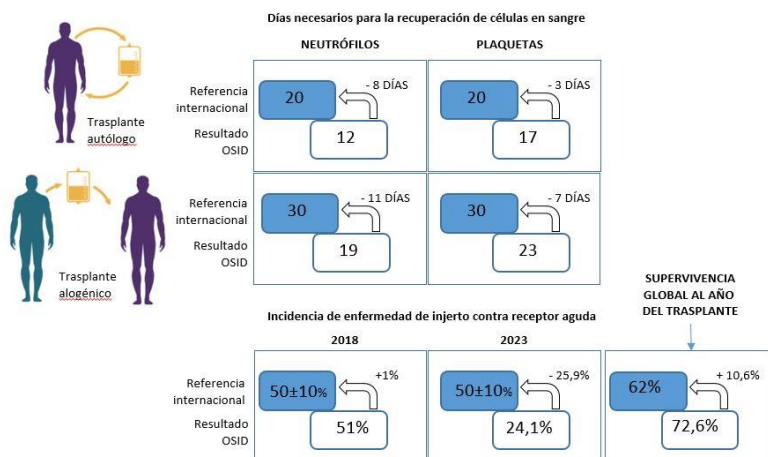 Días necesarios para la recuperación de células en sangre
NEUTRÓFILOS
PLAQUETAS
Trasplante
autólogo
Referencia
internacional
20
- 8 DÍAS
20
- 3 DÍAS
Resultado
OSID
12
17
Trasplante
alogénico
Referencia
internacional
30
- 11 DÍAS
30
- 7 DÍAS
Resultado
OSID
19
23
SUPERVIVENCIA
GLOBAL AL AÑO
DEL TRASPLANTE
Incidencia de enfermedad de injerto contra receptor aguda
2018
2023
Referencia
internacional
50±10%
+1%
50±10%
- 25,9%
62%
+ 10,6%
Resultado
OSID
51%
24,1%
72,6%